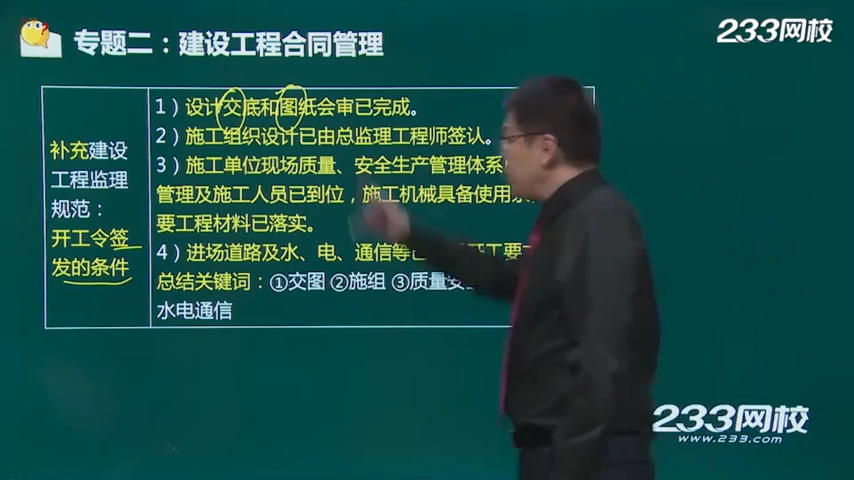 专题二：建设工程合同管理
233网校
补充建设
工程监理
规范：
开工令签
发的条件
1）设计交底和图纸会审已完成。
2）施工组织设计已由总监理工程师签认。
3）施工单位现场质量、安全生产管理体系
管理及施工人员已到位，施工机械具备使用
要工程材料已落实。
4）进场道路及水、电、通信等已 开工要
总结关键词：①交图 ②施组 ③质量安
水电通信
233网校
www.233.com